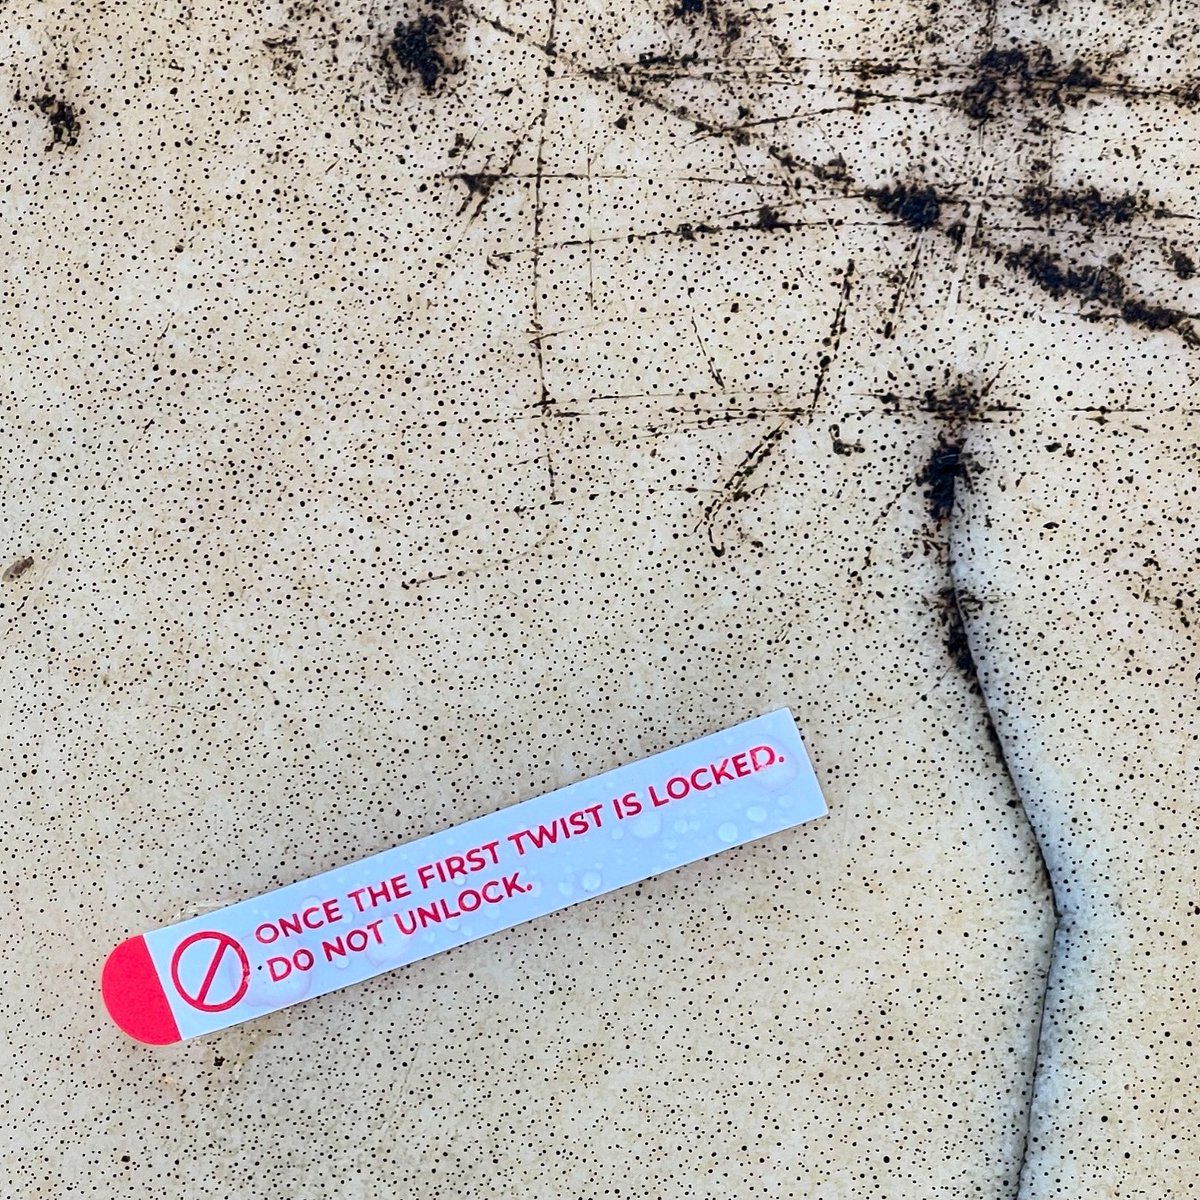 ONCE THE FIRST TWIST IS LOCKED.
DO NOT UNLOCK.